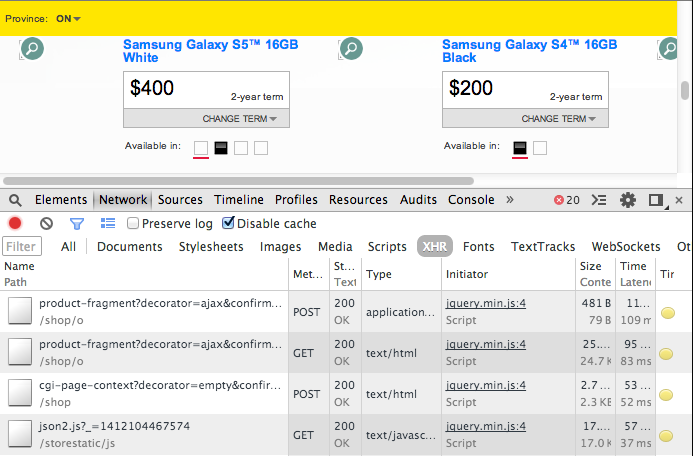 Province: ON
Samsung Galaxy S5™ 16GB Samsung Galaxy S4™ 16GB
White Black
$400 2-year term $200 2-year term
CHANGE TERM CHANGE TERM
Available in: Available in:
Elements Network Sources Timeline Profiles Resources Audits Console » 20
Preserve log Disable cache
Filter All Documents Stylesheets Images Media Scripts XHR Fonts TextTracks WebSockets Ot
Name Met... St... Type Initiator Size Time Tir
Path Text Conte Latenc
product-fragment?decorator=ajax&confirm... POST 200 application... jquery.min.js:4 481 B 11...
/shop/o OK Script 79 B 109 m
product-fragment?decorator=ajax&confirm... GET 200 text/html jquery.min.js:4 25.... 95 ...
/shop/o OK Script 24.7 K 83 ms
cgi-page-context?decorator=empty&confir... POST 200 text/html jquery.min.js:4 2.7 ... 53 ...
/shop OK Script 2.3 KB 52 ms
json2.js?_=1412104467574 GET 200 text/javasc... jquery.min.js:4 17.... 57 ...
/storestatic/js OK Script 17.0 K 37 ms